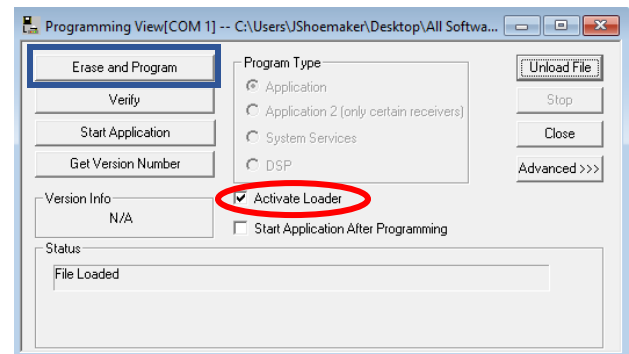 Programming View[COM 1] -- C:\Users\JShoemaker\Desktop\All Softwa...
Erase and Program
Verify
Start Application
Get Version Number
Program Type
Application
Application 2 (only certain receivers)
System Services
DSP
Unload File
Stop
Close
Advanced >>>
Version Info
N/A
Activate Loader
Start Application After Programming
Status
File Loaded